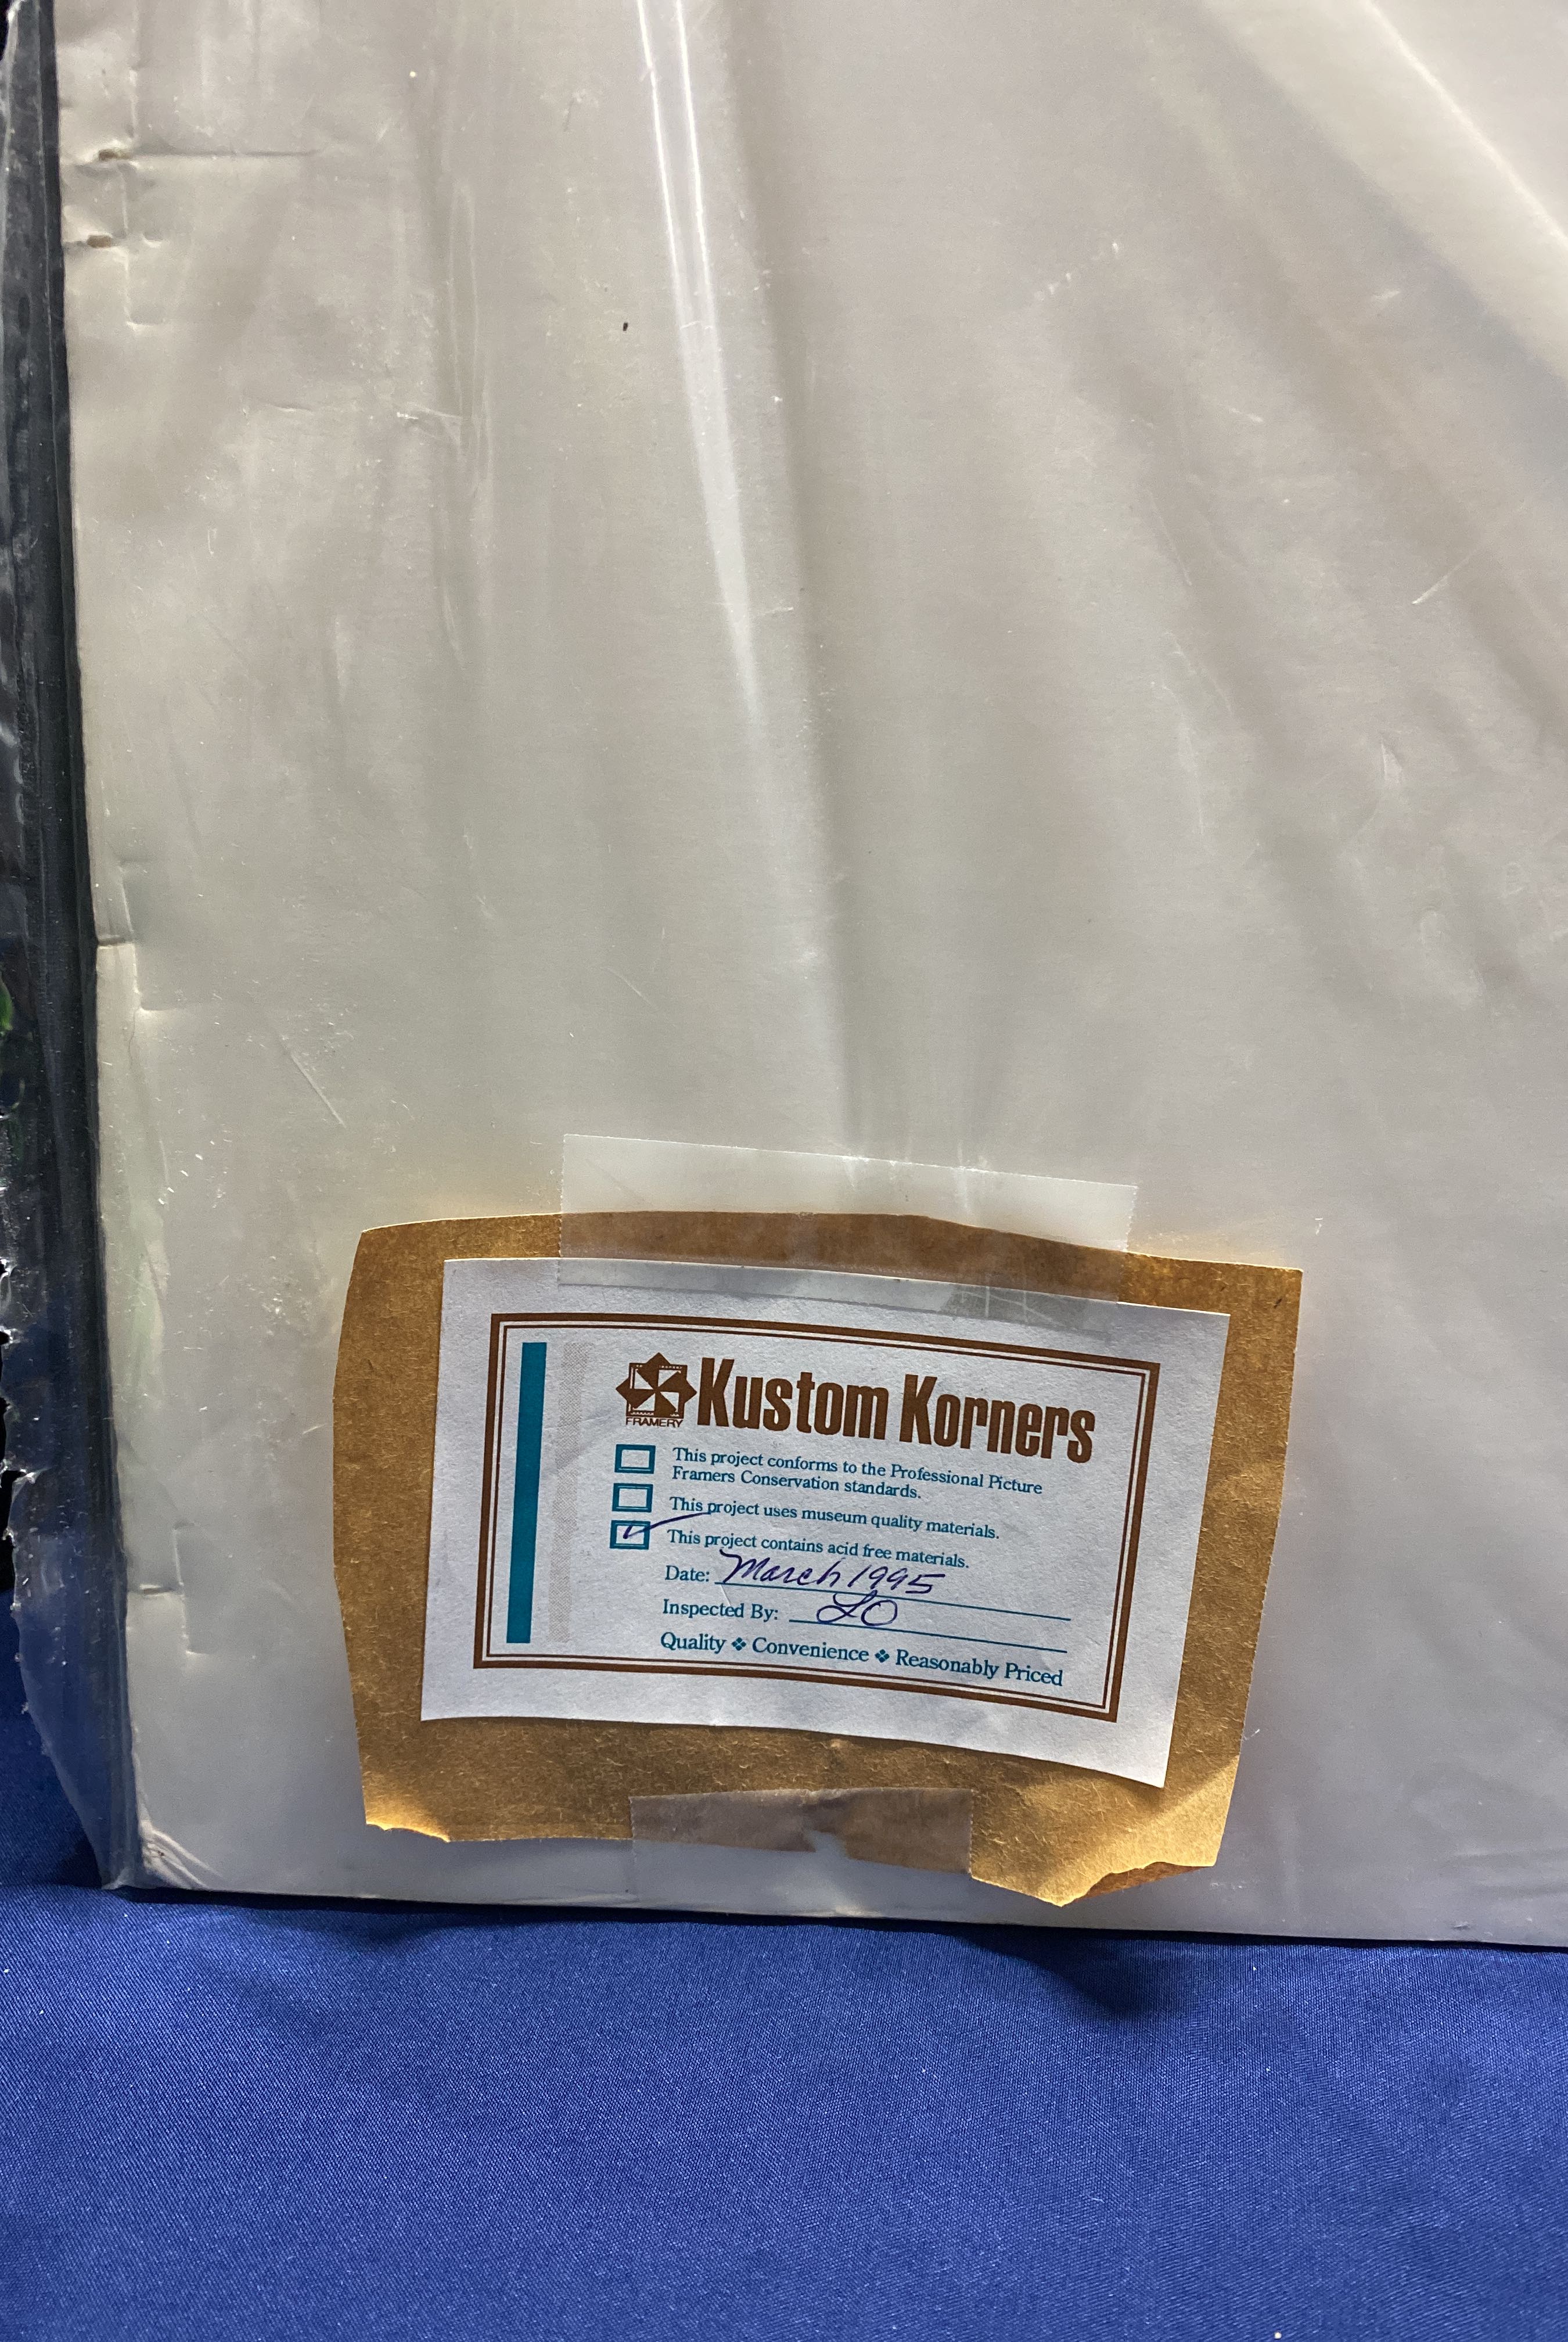 Kustom Korners
FRAMERY
This project conforms to the Professional Picture
Framers Conservation standards.
This project uses museum quality materials.
This project contains acid free materials.
Date: March 1995
Inspected By: LO
Quality ❖ Convenience ❖ Reasonably Priced